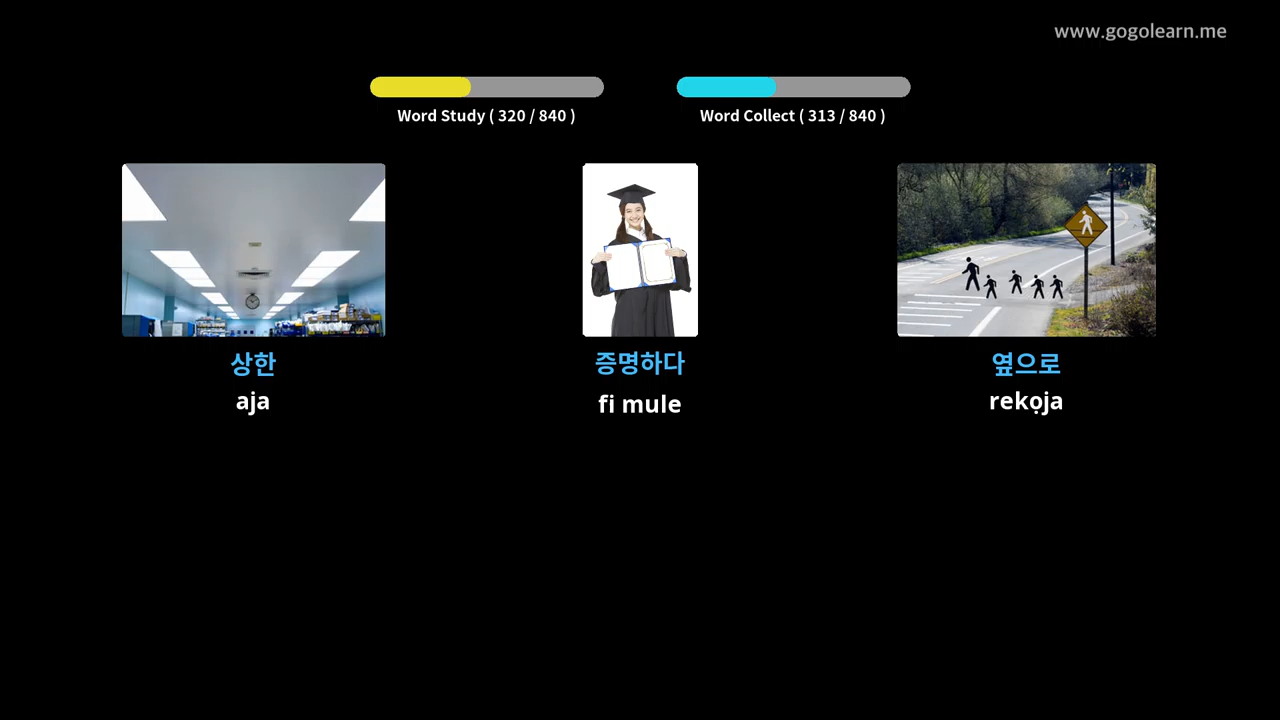 www.gogolearn.me
Word Study ( 320 / 840 )
Word Collect ( 313 / 840 )
상한
aja
증명하다
fi mule
옆으로
rekọja